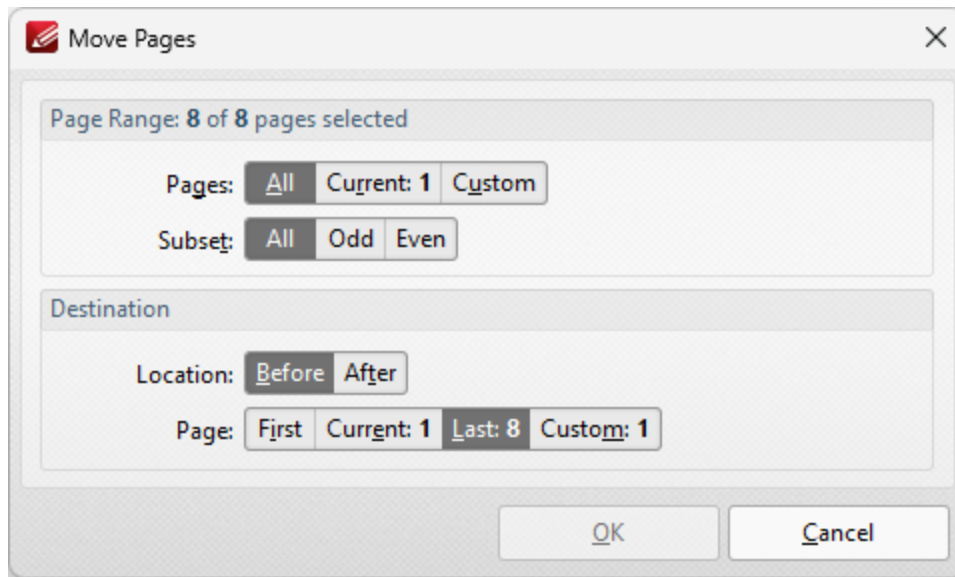 Move Pages
Page Range: 8 of 8 pages selected
Pages: All Current: 1 Custom
Subset: All Odd Even
Destination
Location: Before After
Page: First Current: 1 Last: 8 Custom: 1
OK Cancel